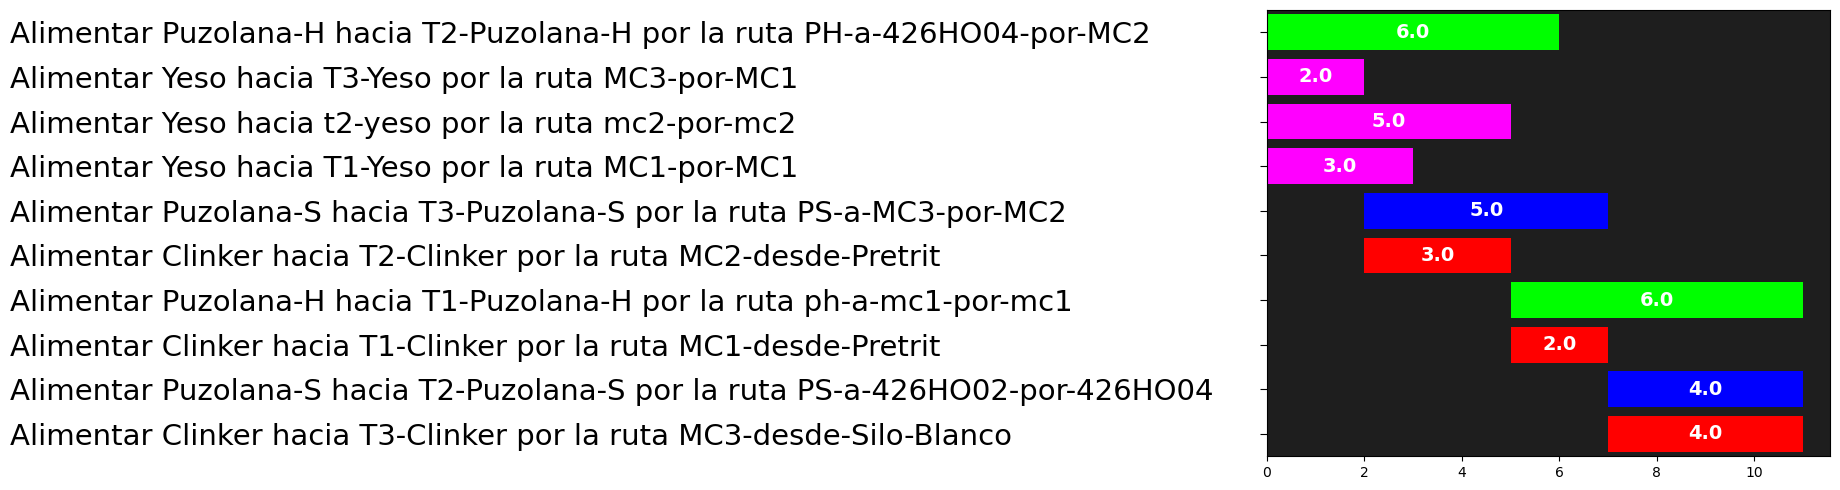 Alimentar Puzolana-H hacia T2-Puzolana-H por la ruta PH-a-426HO04-por-MC2 6.0
Alimentar Yeso hacia T3-Yeso por la ruta MC3-por-MC1 2.0
Alimentar Yeso hacia t2-yeso por la ruta mc2-por-mc2 5.0
Alimentar Yeso hacia T1-Yeso por la ruta MC1-por-MC1 3.0
Alimentar Puzolana-S hacia T3-Puzolana-S por la ruta PS-a-MC3-por-MC2 5.0
Alimentar Clinker hacia T2-Clinker por la ruta MC2-desde-Pretrit 3.0
Alimentar Puzolana-H hacia T1-Puzolana-H por la ruta ph-a-mc1-por-mc1 6.0
Alimentar Clinker hacia T1-Clinker por la ruta MC1-desde-Pretrit 2.0
Alimentar Puzolana-S hacia T2-Puzolana-S por la ruta PS-a-426HO02-por-426HO04 4.0
Alimentar Clinker hacia T3-Clinker por la ruta MC3-desde-Silo-Blanco 4.0
0 2 4 6 8 10